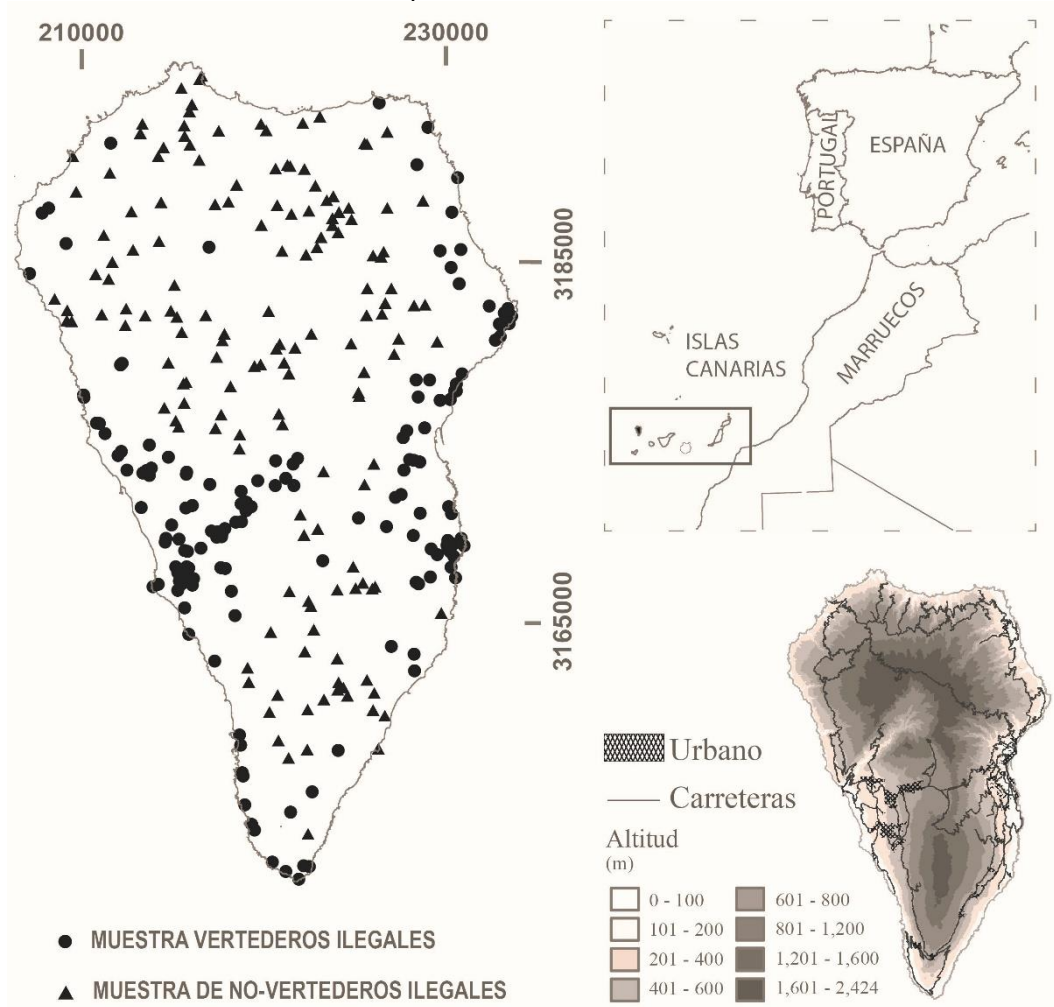 210000
230000
3185000
3165000
PORTUGAL
ESPAÑA
MARRUECOS
ISLAS
CANARIAS
Urbano
Carreteras
Altitud
(m)
0 - 100
101 - 200
201 - 400
401 - 600
601 - 800
801 - 1,200
1,201 - 1,600
1,601 - 2,424
MUESTRA VERTEDEROS ILEGALES
MUESTRA DE NO-VERTEDEROS ILEGALES